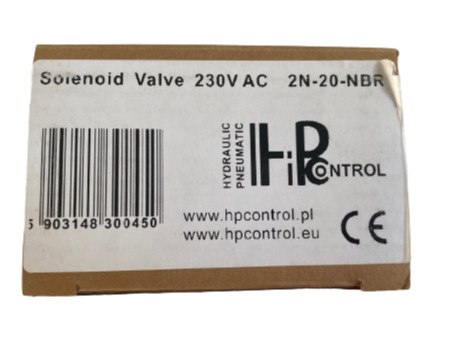 Solenoid Valve 230V AC 2N-20-NBR
HYDRAULIC
PNEUMATIC
HiPCONTROL
5 903148 300450
www.hpcontrol.pl
www.hpcontrol.eu
CE